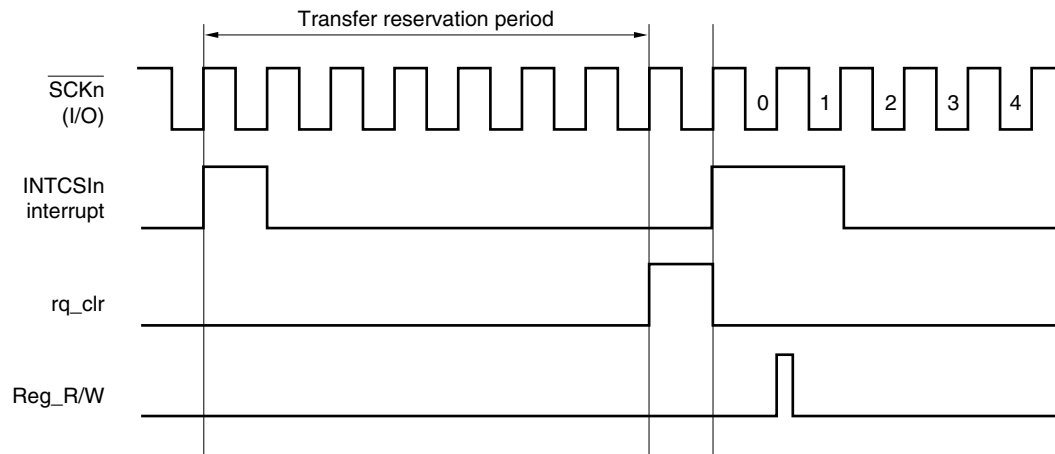 Transfer reservation period
SCKn
(I/O)
0 1 2 3 4
INTCSIn
interrupt
rq_clr
Reg_R/W